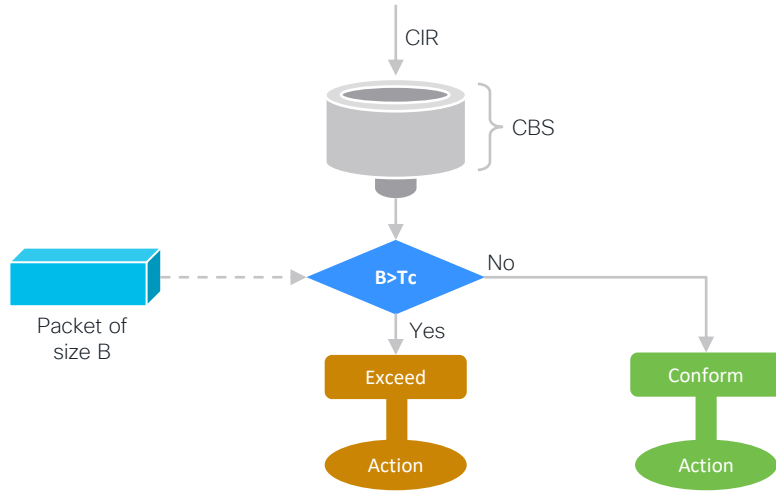 CIR
CBS
B>Tc
No
Packet of
size B
Yes
Exceed
Conform
Action
Action